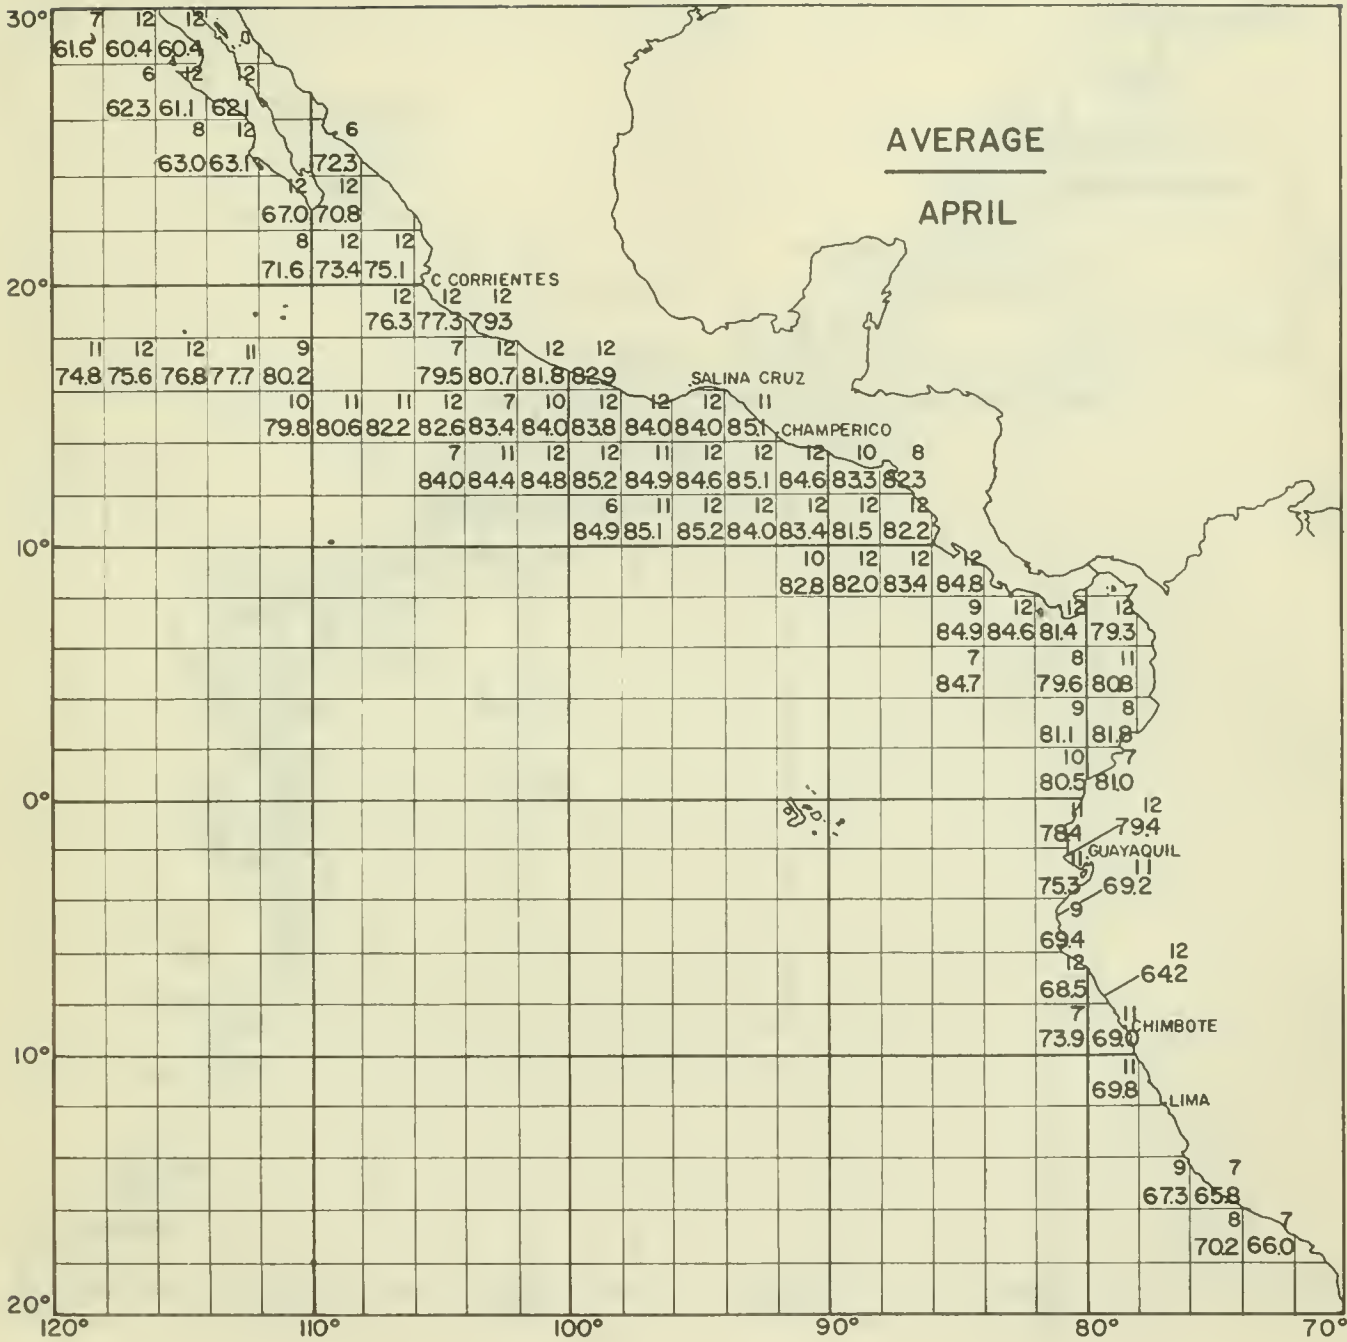 30° 7 12 12
61.6 60.4 60.4
6 12 12
62.3 61.1 62.1
8 12 6
63.0 63.1 72.3
AVERAGE
APRIL
12 12
67.0 70.8
8 12 12
71.6 73.4 75.1
20° C CORRIENTES
12 12 12
76.3 77.3 79.3
11 12 12 11 9 7 12 12 12
74.8 75.6 76.8 77.7 80.2 79.5 80.7 81.8 82.9
SALINA CRUZ
10 11 11 12 7 10 12 12 12 11
79.8 80.6 82.2 82.6 83.4 84.0 83.8 84.0 84.0 85.1 CHAMPERICO
7 11 12 12 11 12 12 12 10 8
84.0 84.4 84.8 85.2 84.9 84.6 85.1 84.6 83.3 82.3
6 11 12 12 12 12 12
84.9 85.1 85.2 84.0 83.4 81.5 82.2
10°
10 12 12 12
82.8 82.0 83.4 84.8
9 12 12 12
84.9 84.6 81.4 79.3
7 8 11
84.7 79.6 80.8
9 8
81.1 81.8
10 7
80.5 81.0
0°
11 12
78.4 79.4
11 GUAYAQUIL
11
75.3 69.2
9
69.4
12
12 64.2
68.5
7 11
CHIMBOTE
73.9 69.0
10°
11
69.8
LIMA
9 7
67.3 65.8
8 7
70.2 66.0
20°
120° 110° 100° 90° 80° 70°